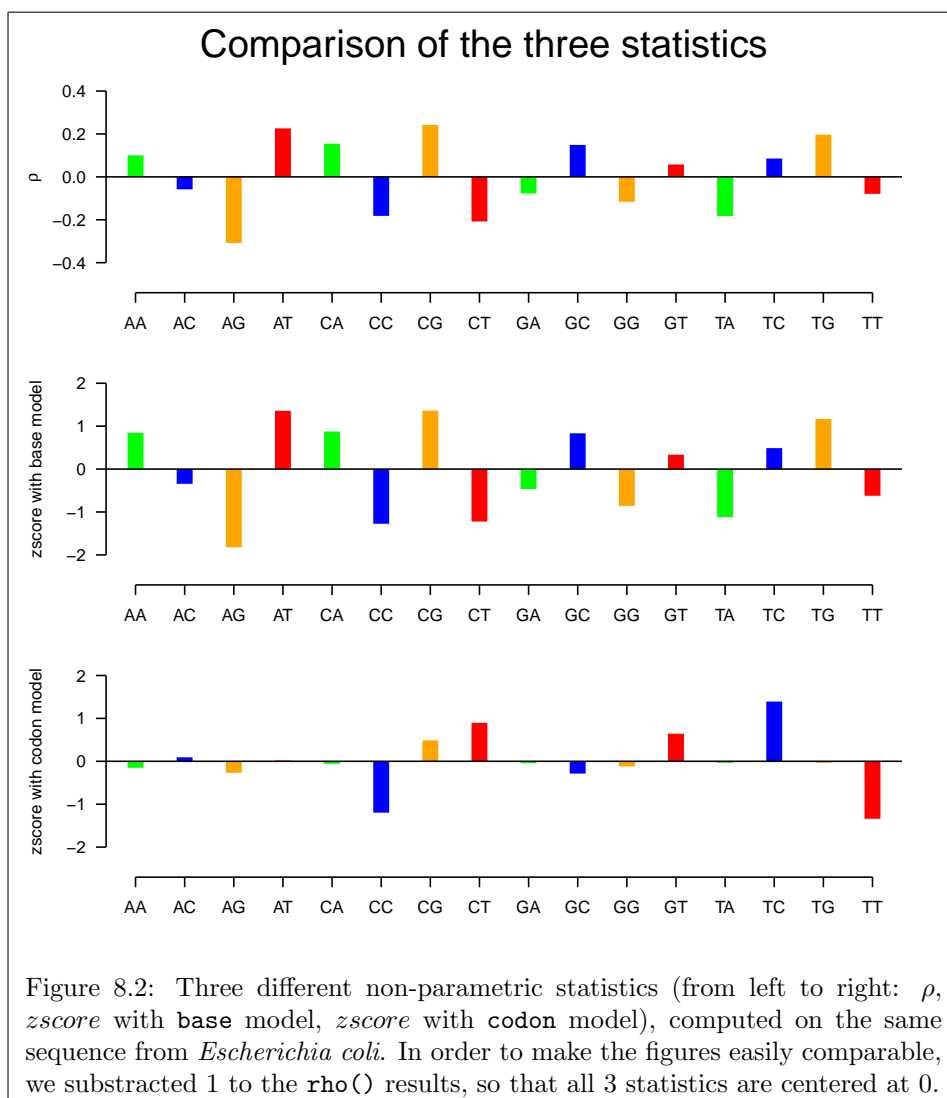 Comparison of the three statistics
0.4
0.2
0.0
−0.2
−0.4
ρ
AA AC AG AT CA CC CG CT GA GC GG GT TA TC TG TT
2
1
0
−1
−2
zscore with base model
AA AC AG AT CA CC CG CT GA GC GG GT TA TC TG TT
2
1
0
−1
−2
zscore with codon model
AA AC AG AT CA CC CG CT GA GC GG GT TA TC TG TT
Figure 8.2: Three different non-parametric statistics (from left to right: ρ,
zscore with base model, zscore with codon model), computed on the same
sequence from Escherichia coli. In order to make the figures easily comparable,
we substracted 1 to the rho() results, so that all 3 statistics are centered at 0.